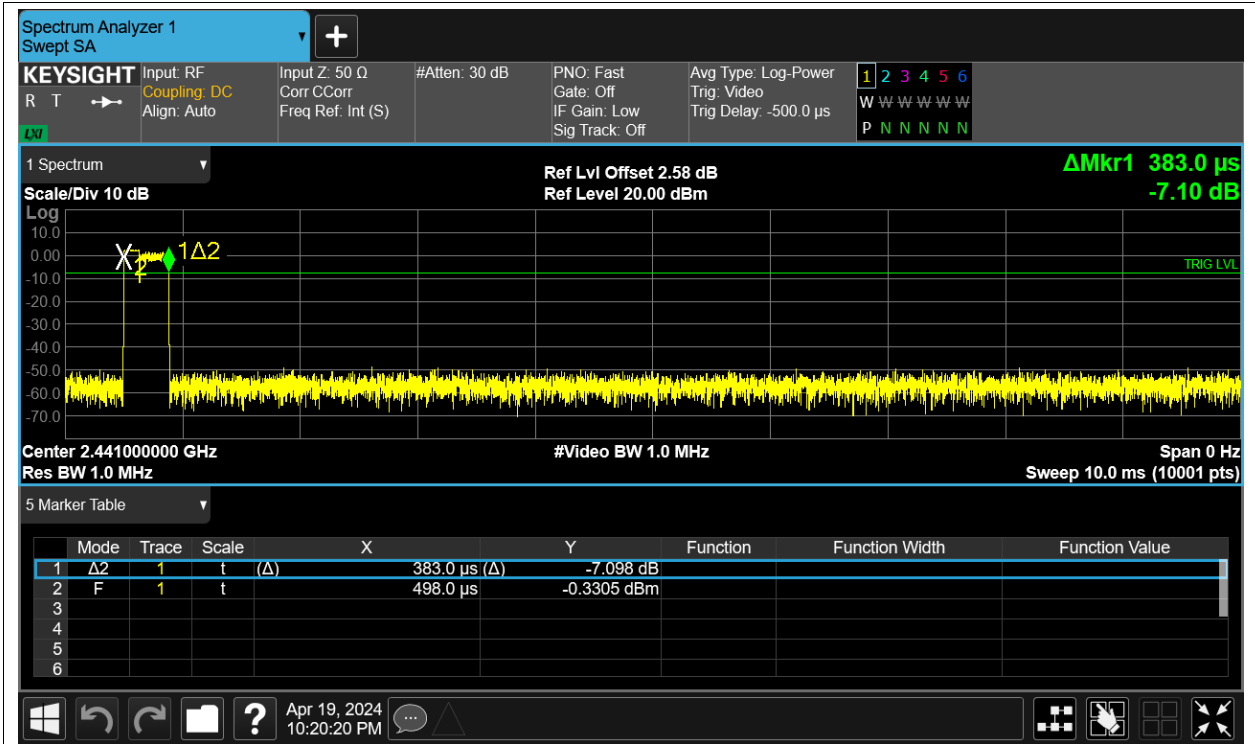 Spectrum Analyzer 1
Swept SA
KEYSIGHT
R T
LXI
Input: RF
Coupling: DC
Align: Auto
Input Z: 50 Ω
Corr CCorr
Freq Ref: Int (S)
#Atten: 30 dB
PNO: Fast
Gate: Off
IF Gain: Low
Sig Track: Off
Avg Type: Log-Power
Trig: Video
Trig Delay: -500.0 µs
1 2 3 4 5 6
W W W W W W
P N N N N N
1 Spectrum
Scale/Div 10 dB
Ref Lvl Offset 2.58 dB
Ref Level 20.00 dBm
ΔMkr1 383.0 µs
-7.10 dB
Log
10.0
0.00
-10.0
-20.0
-30.0
-40.0
-50.0
-60.0
-70.0
X
2
1Δ2
TRIG LVL
Center 2.441000000 GHz
#Video BW 1.0 MHz
Span 0 Hz
Res BW 1.0 MHz
Sweep 10.0 ms (10001 pts)
5 Marker Table
Mode Trace Scale X Y Function Function Width Function Value
1 Δ2 1 t (Δ) 383.0 µs (Δ) -7.098 dB
2 F 1 t 498.0 µs -0.3305 dBm
3
4
5
6
?
Apr 19, 2024
10:20:20 PM